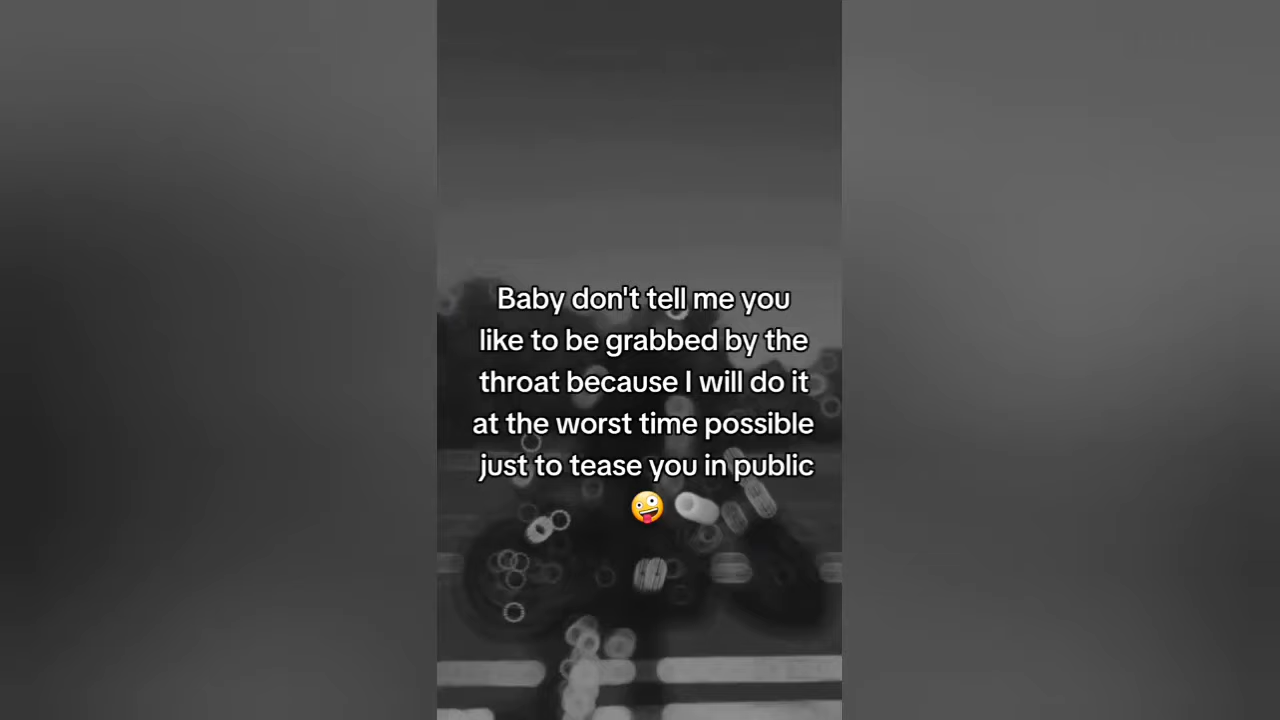 Baby don't tell me you
like to be grabbed by the
throat because I will do it
at the worst time possible
just to tease you in public
🤪